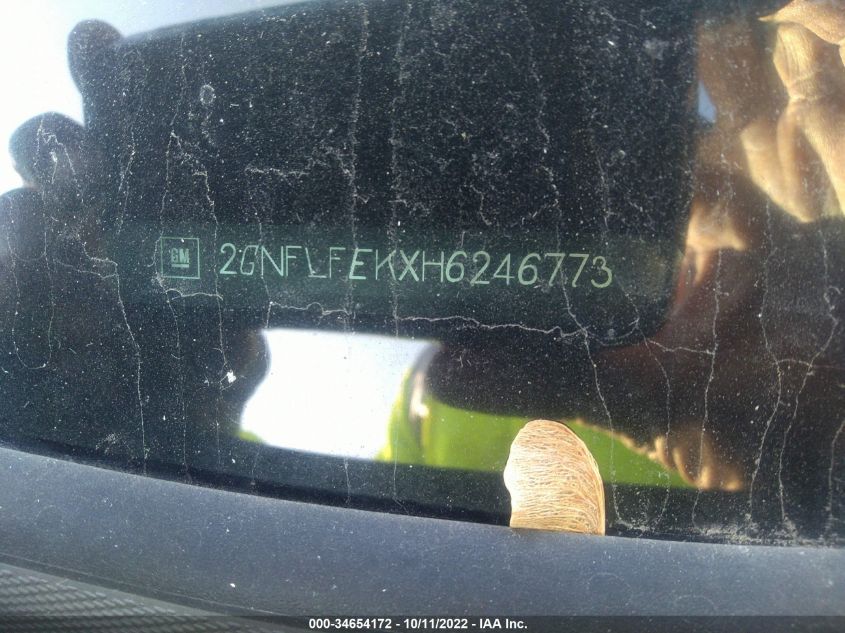 GM 2GNFLFEKXH6246773
000-34654172 - 10/11/2022 - IAA Inc.